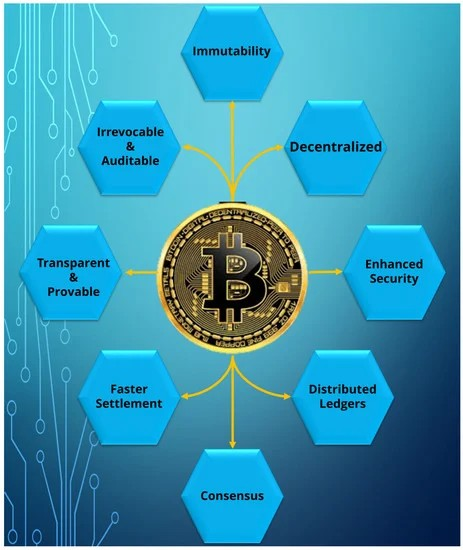 Immutability
Irrevocable
&
Auditable
Decentralized
Transparent
&
Provable
Enhanced
Security
Faster
Settlement
Distributed
Ledgers
Consensus